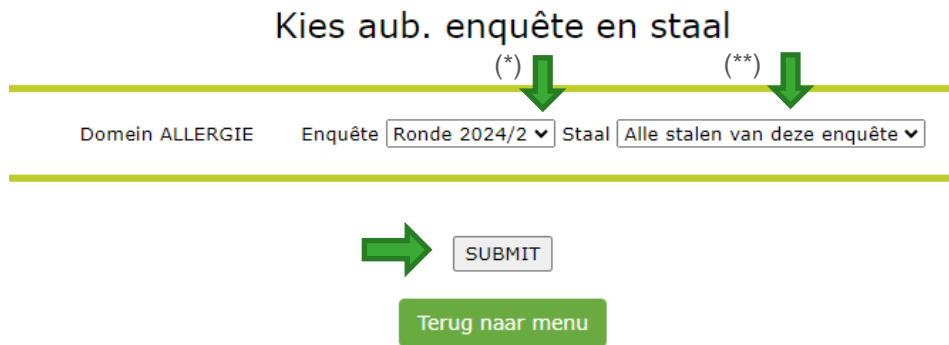 Kies aub. enquête en staal
(*) (**)
Domein ALLERGIE Enquête Ronde 2024/2 Staal Alle stalen van deze enquête
SUBMIT
Terug naar menu